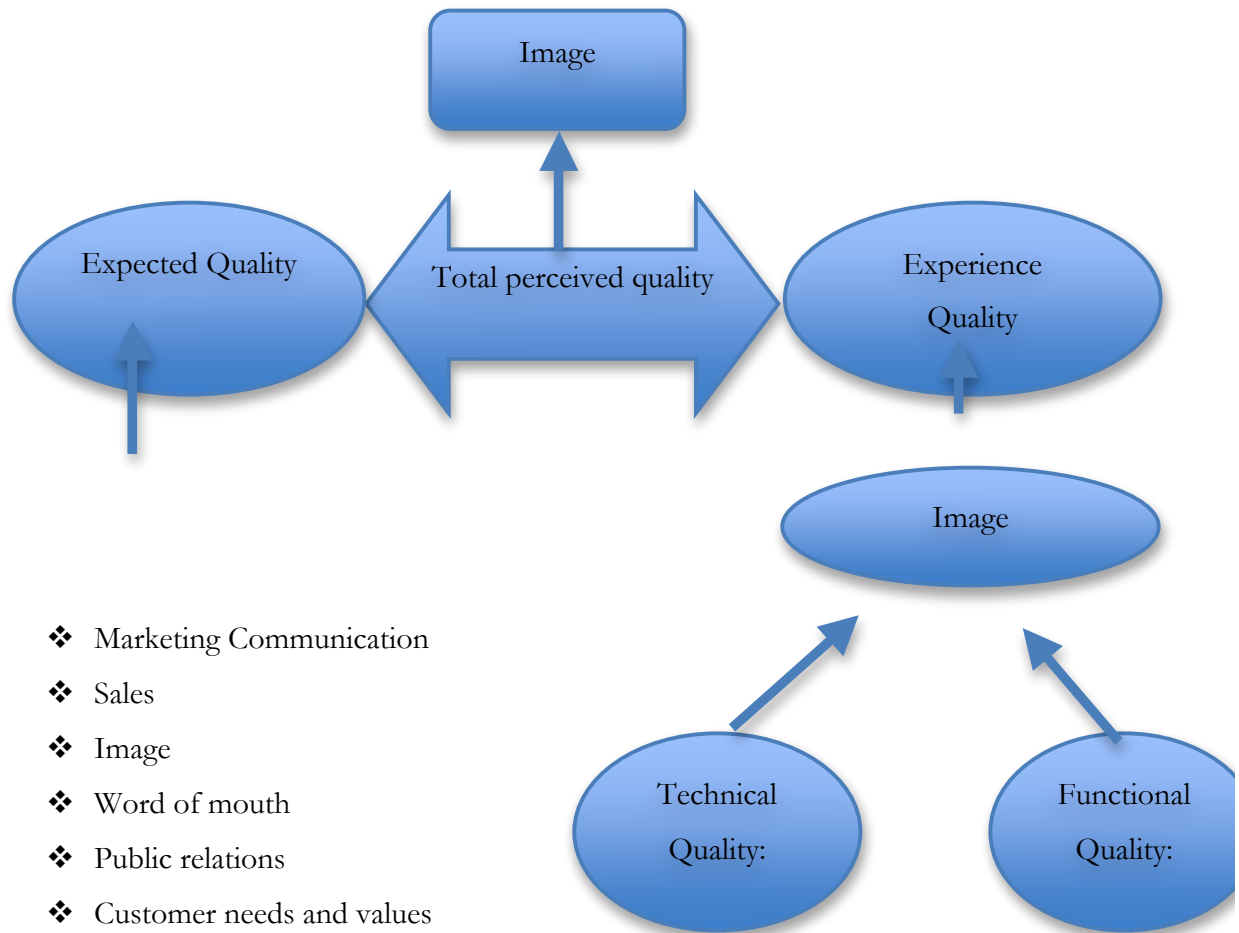 Image
Expected Quality
Total perceived quality
Experience
Quality
Image
❖ Marketing Communication
❖ Sales
❖ Image
❖ Word of mouth
❖ Public relations
❖ Customer needs and values
Technical
Quality:
Functional
Quality: